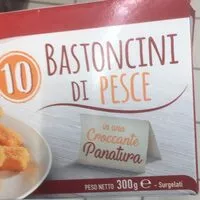 10 BASTONCINI
DI PESCE
Croccante
Panatura
PESO NETTO 300g e - Surgelati